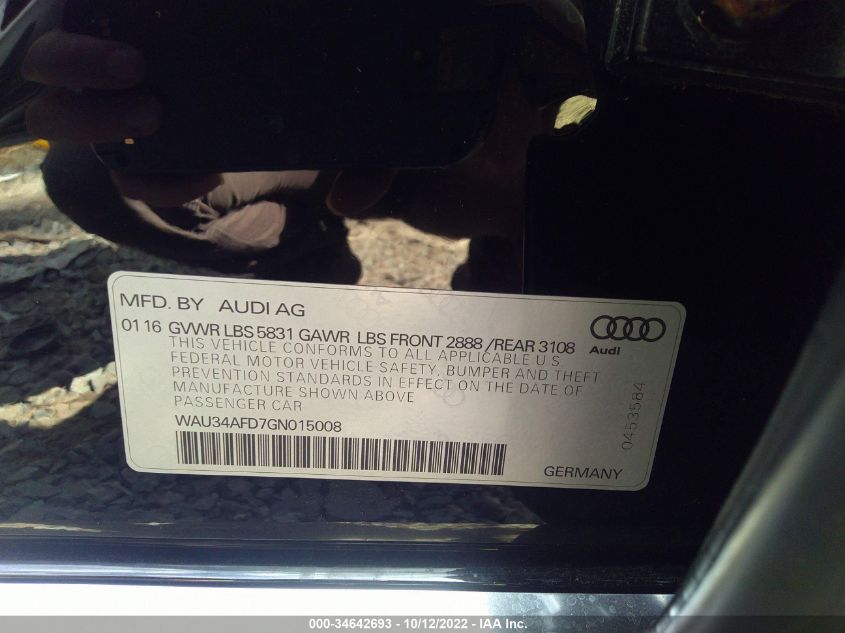 MFD. BY AUDI AG
01 16 GVWR LBS 5831 GAWR LBS FRONT 2888 /REAR 3108
THIS VEHICLE CONFORMS TO ALL APPLICABLE U S
FEDERAL MOTOR VEHICLE SAFETY, BUMPER AND THEFT
PREVENTION STANDARDS IN EFFECT ON THE DATE OF
MANUFACTURE SHOWN ABOVE
PASSENGER CAR
WAU34AFD7GN015008
Audi
0453584
GERMANY
000-34642693 - 10/12/2022 - IAA Inc.